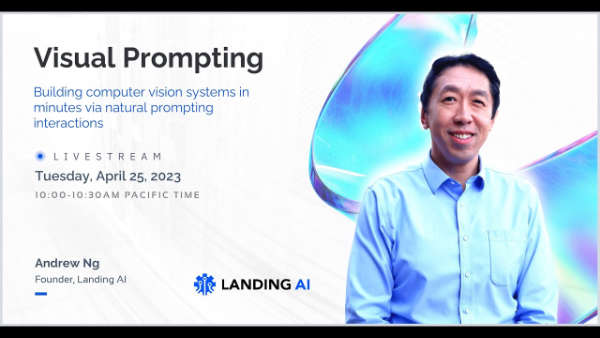 Visual Prompting
Building computer vision systems in
minutes via natural prompting
interactions
LIVESTREAM
Tuesday, April 25, 2023
10:00-10:30AM PACIFIC TIME
Andrew Ng
Founder, Landing AI
LANDING AI